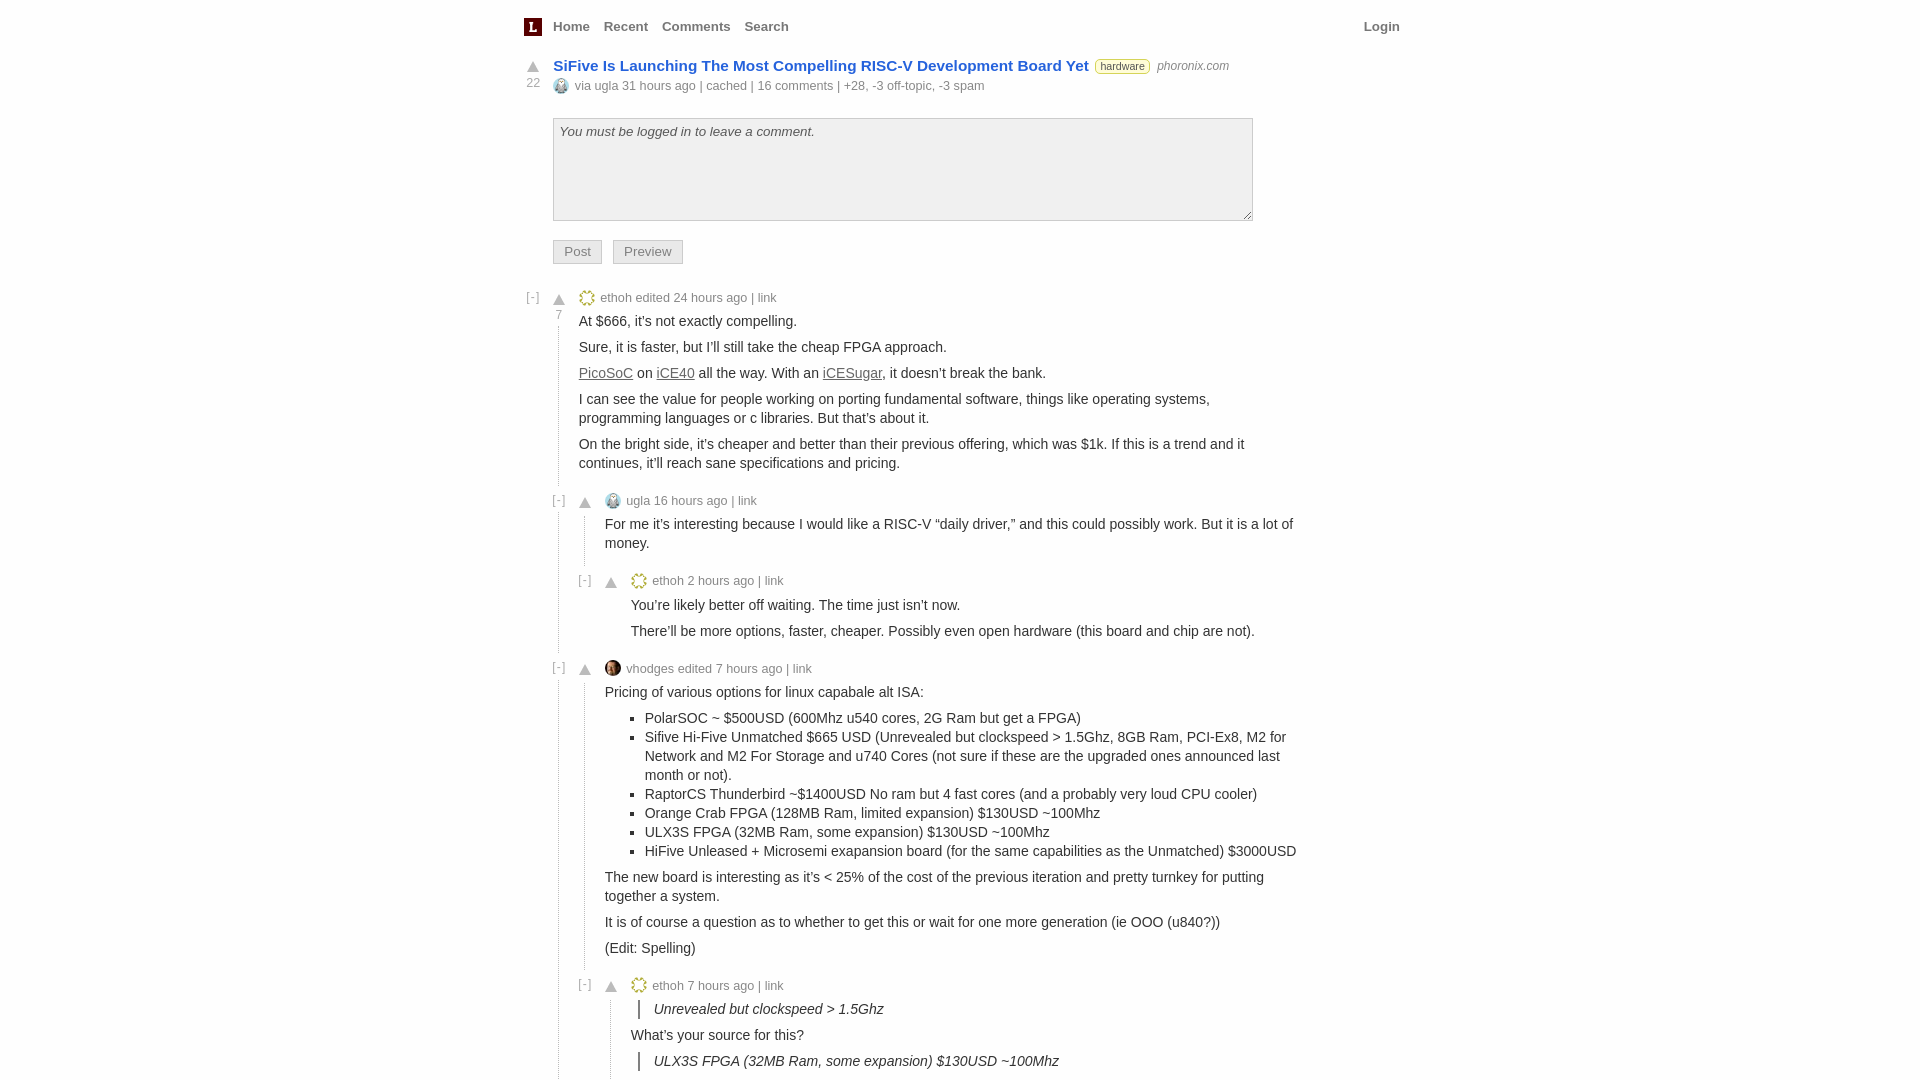 L Home Recent Comments Search Login
SiFive Is Launching The Most Compelling RISC-V Development Board Yet hardware phoronix.com
22 via ugla 31 hours ago | cached | 16 comments | +28, -3 off-topic, -3 spam
You must be logged in to leave a comment.
Post Preview
[-] ethoh edited 24 hours ago | link
7
At $666, it’s not exactly compelling.
Sure, it is faster, but I’ll still take the cheap FPGA approach.
PicoSoC on iCE40 all the way. With an iCESugar, it doesn’t break the bank.
I can see the value for people working on porting fundamental software, things like operating systems,
programming languages or c libraries. But that’s about it.
On the bright side, it’s cheaper and better than their previous offering, which was $1k. If this is a trend and it
continues, it’ll reach sane specifications and pricing.
[-] ugla 16 hours ago | link
For me it’s interesting because I would like a RISC-V “daily driver,” and this could possibly work. But it is a lot of
money.
[-] ethoh 2 hours ago | link
You’re likely better off waiting. The time just isn’t now.
There’ll be more options, faster, cheaper. Possibly even open hardware (this board and chip are not).
[-] vhodges edited 7 hours ago | link
Pricing of various options for linux capabale alt ISA:
▪ PolarSOC ~ $500USD (600Mhz u540 cores, 2G Ram but get a FPGA)
▪ Sifive Hi-Five Unmatched $665 USD (Unrevealed but clockspeed > 1.5Ghz, 8GB Ram, PCI-Ex8, M2 for
Network and M2 For Storage and u740 Cores (not sure if these are the upgraded ones announced last
month or not).
▪ RaptorCS Thunderbird ~$1400USD No ram but 4 fast cores (and a probably very loud CPU cooler)
▪ Orange Crab FPGA (128MB Ram, limited expansion) $130USD ~100Mhz
▪ ULX3S FPGA (32MB Ram, some expansion) $130USD ~100Mhz
▪ HiFive Unleased + Microsemi exapansion board (for the same capabilities as the Unmatched) $3000USD
The new board is interesting as it’s < 25% of the cost of the previous iteration and pretty turnkey for putting
together a system.
It is of course a question as to whether to get this or wait for one more generation (ie OOO (u840?))
(Edit: Spelling)
[-] ethoh 7 hours ago | link
Unrevealed but clockspeed > 1.5Ghz
What’s your source for this?
ULX3S FPGA (32MB Ram, some expansion) $130USD ~100Mhz